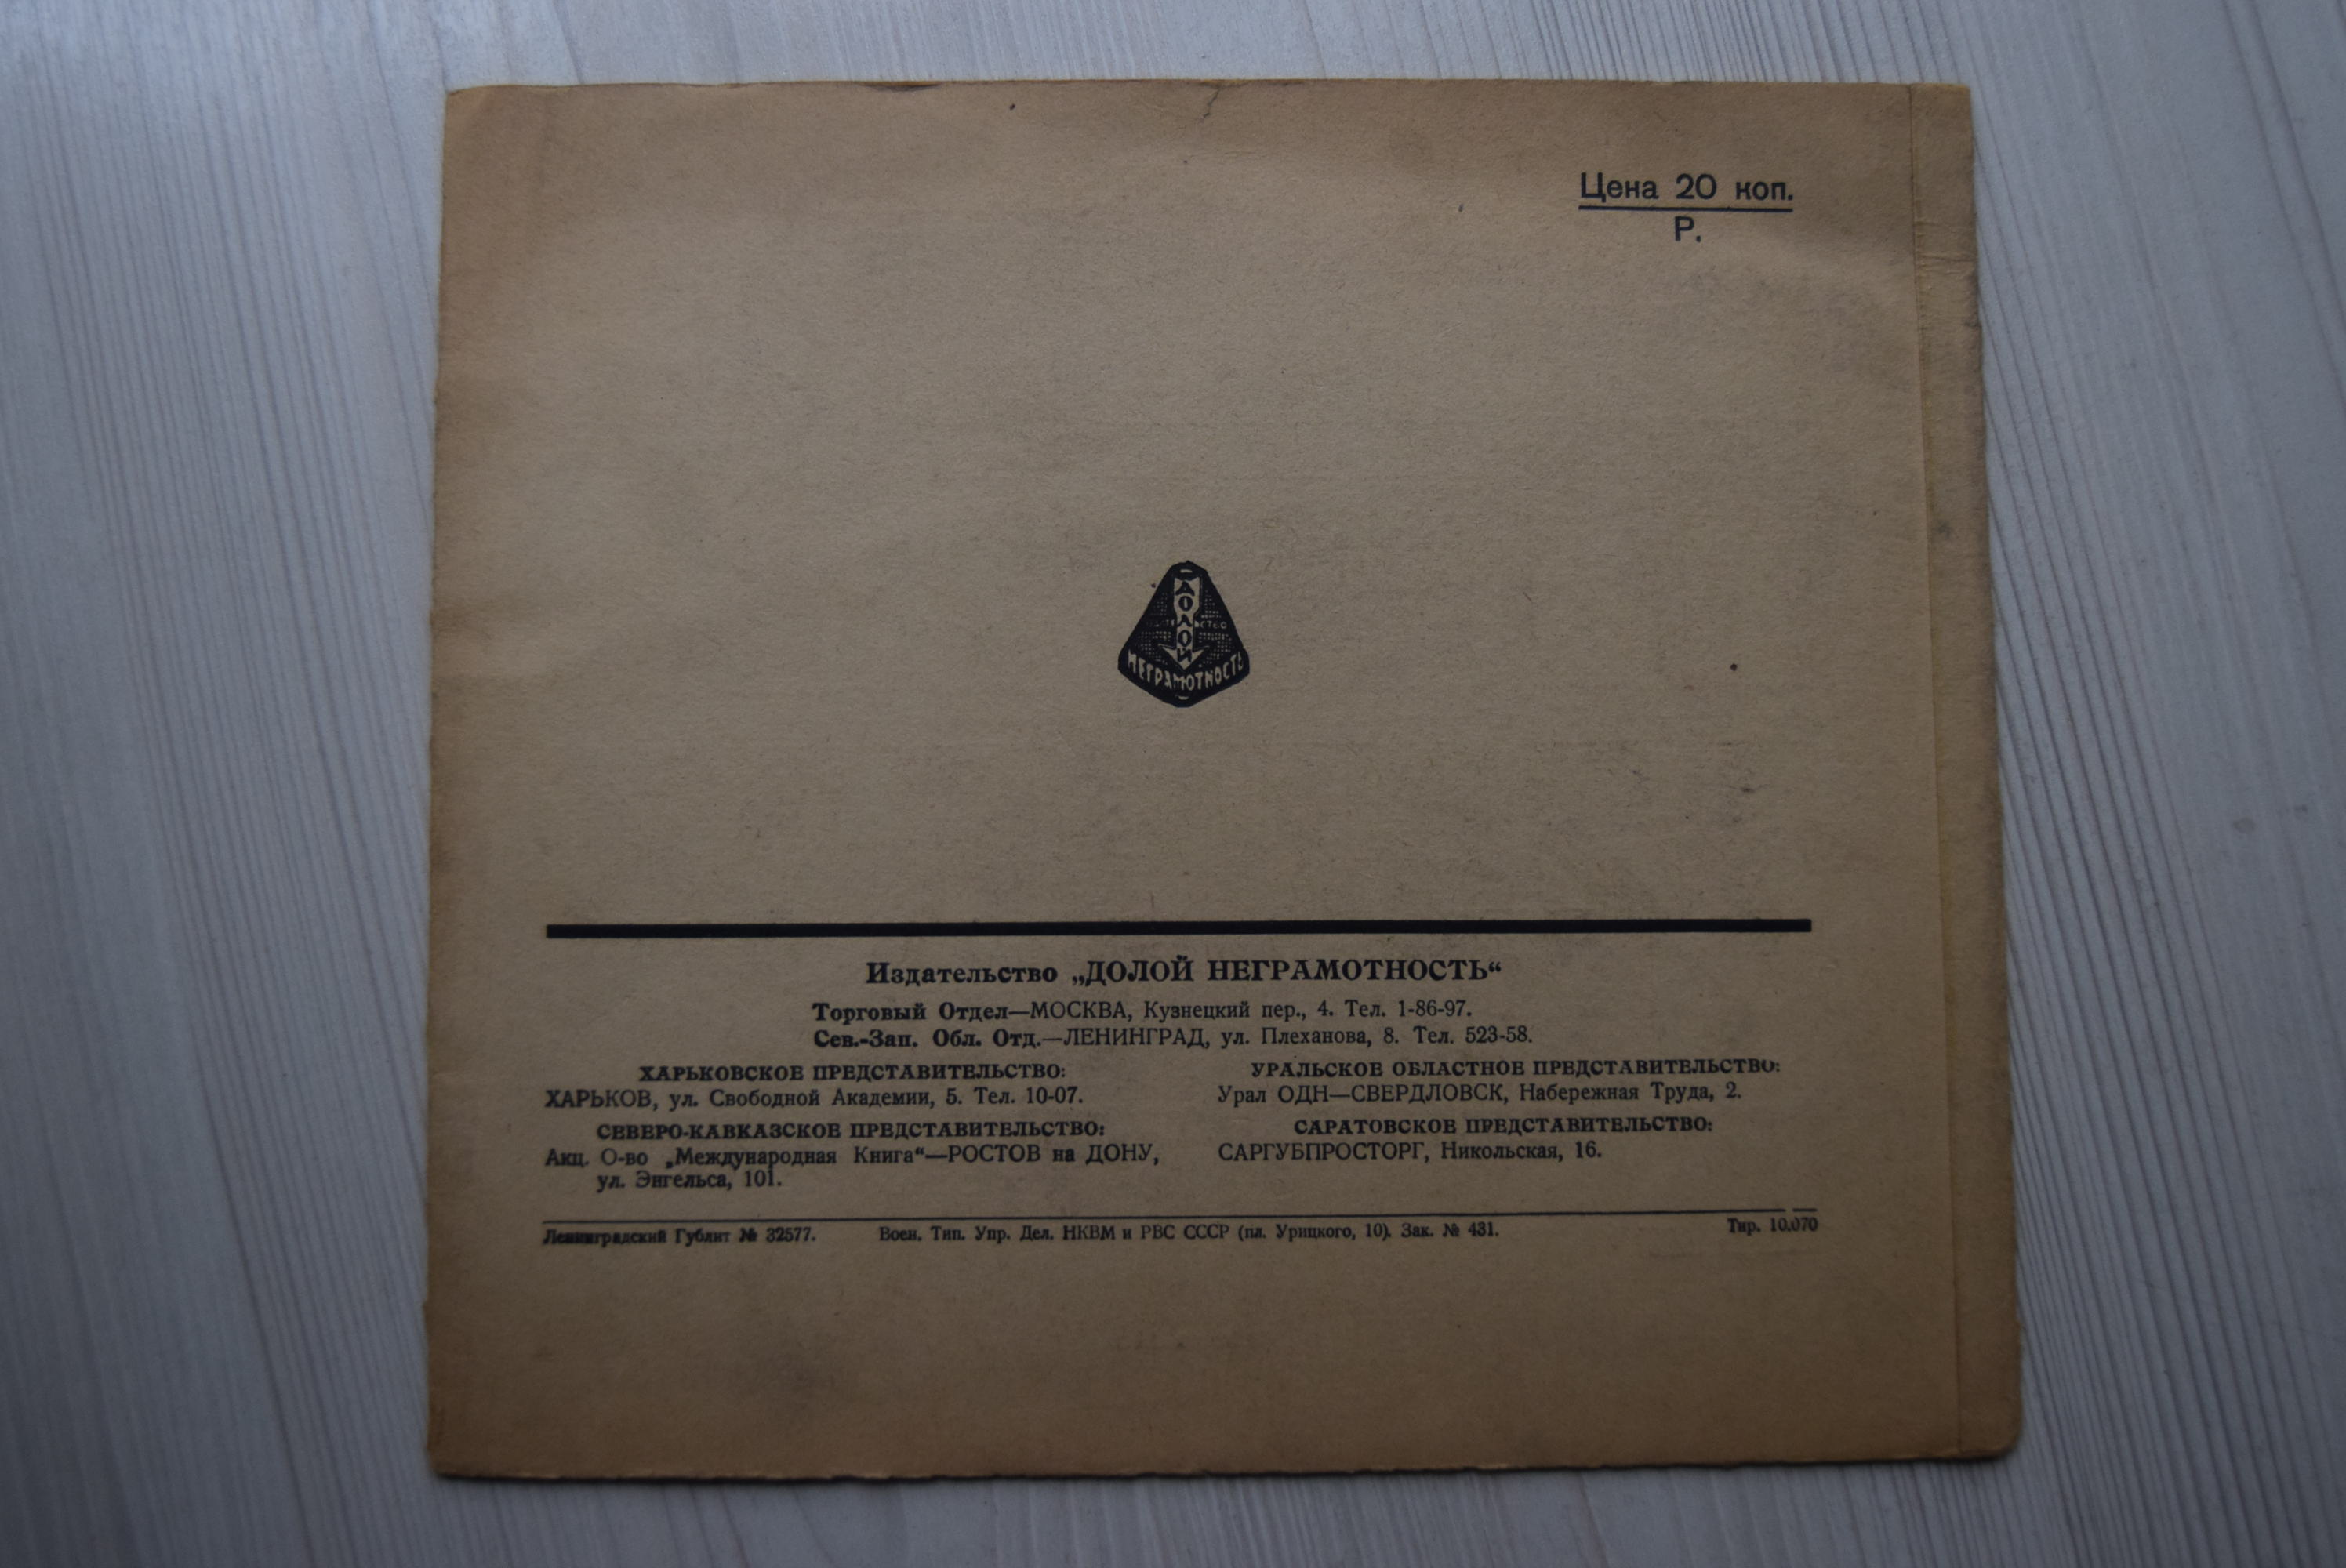 Цена 20 коп.
Р.
ДОЛОЙ
НЕГРАМОТНОСТЬ
Издательство „ДОЛОЙ НЕГРАМОТНОСТЬ“
Торговый Отдел—МОСКВА, Кузнецкий пер., 4. Тел. 1-86-97.
Сев.-Зап. Обл. Отд.—ЛЕНИНГРАД, ул. Плеханова, 8. Тел. 523-58.
ХАРЬКОВСКОЕ ПРЕДСТАВИТЕЛЬСТВО:
ХАРЬКОВ, ул. Свободной Академии, 5. Тел. 10-07.
СЕВЕРО-КАВКАЗСКОЕ ПРЕДСТАВИТЕЛЬСТВО:
Акц. О-во „Международная Книга“—РОСТОВ на ДОНУ,
ул. Энгельса, 101.
УРАЛЬСКОЕ ОБЛАСТНОЕ ПРЕДСТАВИТЕЛЬСТВО:
Урал ОДН—СВЕРДЛОВСК, Набережная Труда, 2.
САРАТОВСКОЕ ПРЕДСТАВИТЕЛЬСТВО:
САРГУБПРОСТОРГ, Никольская, 16.
Ленинградский Гублит № 32577. Воен. Тип. Упр. Дел. НКВМ и РВС СССР (пл. Урицкого, 10). Зак. № 431. Тир. 10.070